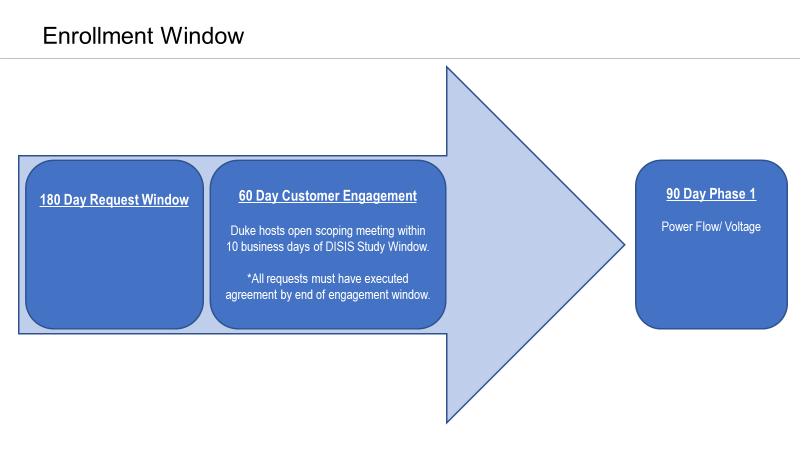 Enrollment Window
180 Day Request Window
60 Day Customer Engagement
Duke hosts open scoping meeting within
10 business days of DISIS Study Window.
*All requests must have executed
agreement by end of engagement window.
90 Day Phase 1
Power Flow/ Voltage